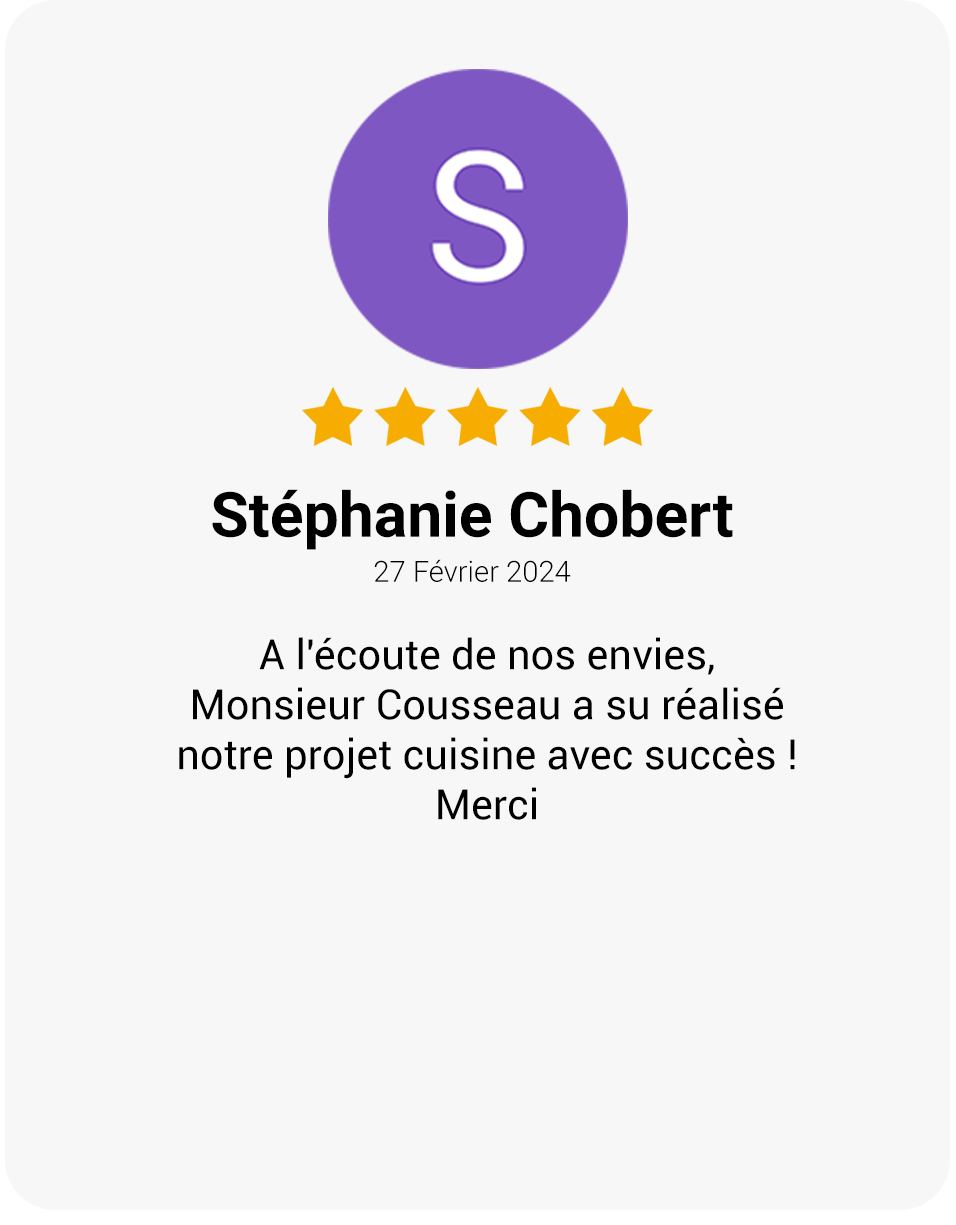 S
Stéphanie Chobert
27 Février 2024
A l'écoute de nos envies,
Monsieur Cousseau a su réalisé
notre projet cuisine avec succès !
Merci